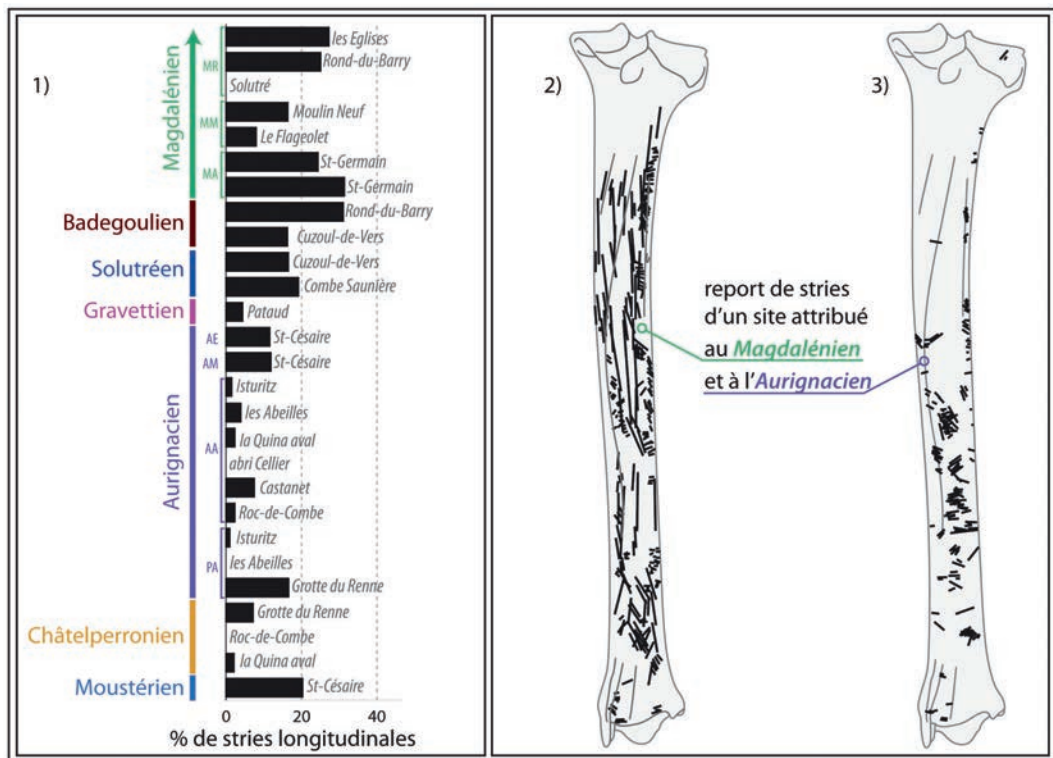 1)
Magdalénien
MR
les Eglises
Rond-du-Barry
Solutré
MM
Moulin Neuf
Le Flageolet
MA
St-Germain
St-Germain
Badegoulien
Rond-du-Barry
Cuzoul-de-Vers
Solutréen
Cuzoul-de-Vers
Combe Saunière
Gravettien
Pataud
Aurignacien
AE
St-Césaire
AM
St-Césaire
AA
Isturitz
les Abeilles
la Quina aval
abri Cellier
Castanet
Roc-de-Combe
PA
Isturitz
les Abeilles
Grotte du Renne
Châtelperronien
Grotte du Renne
Roc-de-Combe
la Quina aval
Moustérien
St-Césaire
0 20 40
% de stries longitudinales
2)
3)
report de stries
d'un site attribué
au Magdalénien
et à l'Aurignacien